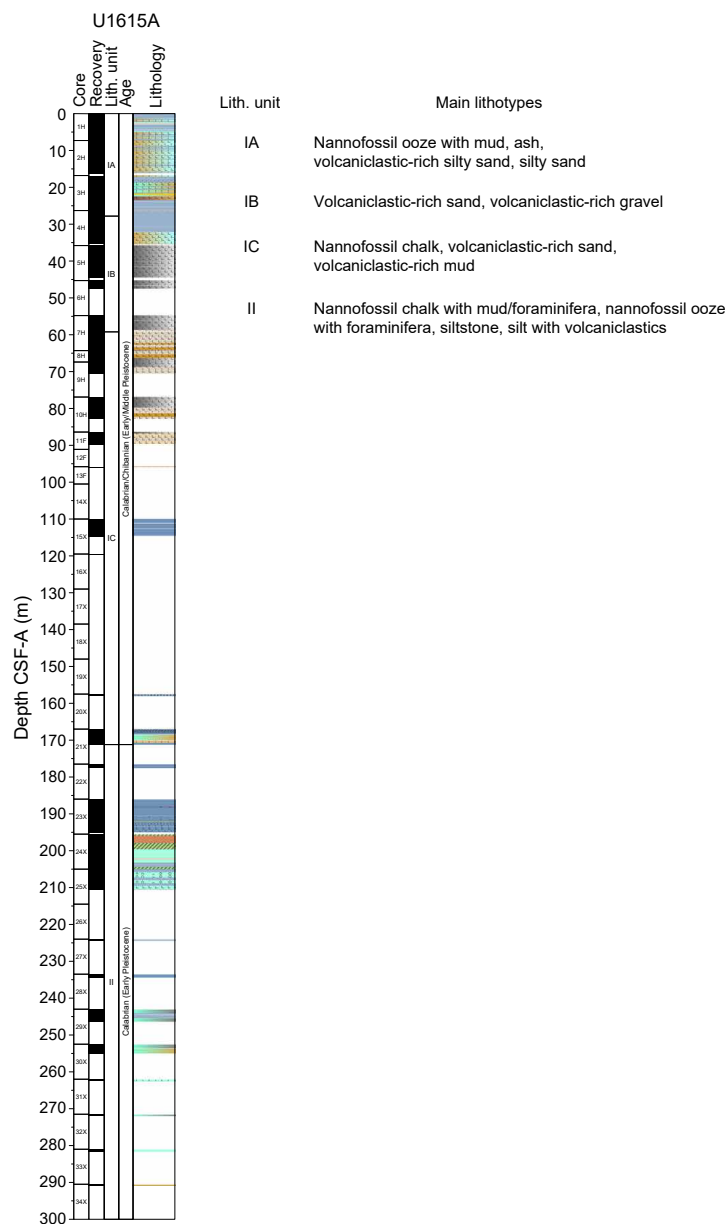 U1615A
Core
Recovery
Lith. unit
Age
Lithology
Lith. unit
Main lithotypes
IA
Nannofossil ooze with mud, ash,
volcaniclastic-rich silty sand, silty sand
IB
Volcaniclastic-rich sand, volcaniclastic-rich gravel
IC
Nannofossil chalk, volcaniclastic-rich sand,
volcaniclastic-rich mud
II
Nannofossil chalk with mud/foraminifera, nannofossil ooze
with foraminifera, siltstone, silt with volcaniclastics
Depth CSF-A (m)
0
10
20
30
40
50
60
70
80
90
100
110
120
130
140
150
160
170
180
190
200
210
220
230
240
250
260
270
280
290
300
1H
2H
3H
4H
5H
6H
7H
8H
9H
10H
11F
12F
13F
14X
15X
16X
17X
18X
19X
20X
21X
22X
23X
24X
25X
26X
27X
28X
29X
30X
31X
32X
33X
34X
IA
IB
IC
II
Calabrian/Chibanian (Early/Middle Pleistocene)
Calabrian (Early Pleistocene)